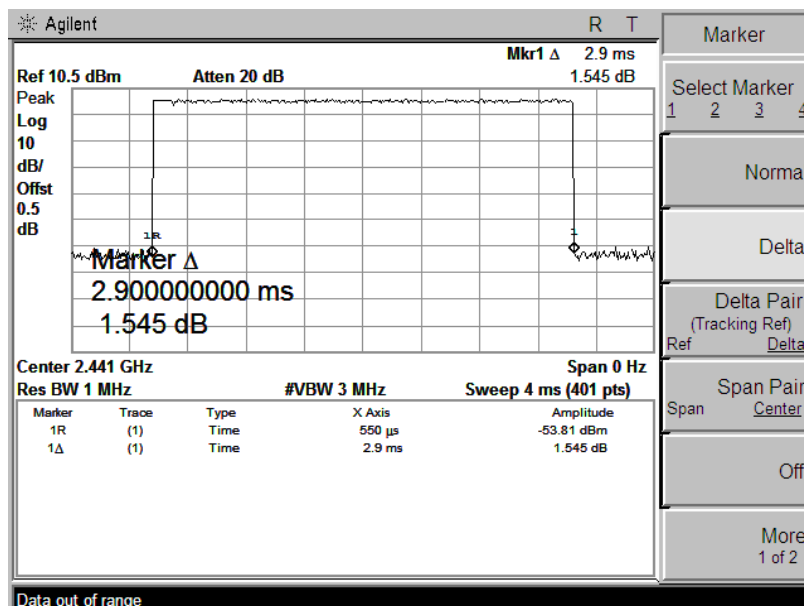 Agilent R T
Mkr1 Δ 2.9 ms
Ref 10.5 dBm Atten 20 dB 1.545 dB
Peak
Log
10
dB/
Offst
0.5
dB
1R 1
Marker Δ
2.900000000 ms
1.545 dB
Center 2.441 GHz Span 0 Hz
Res BW 1 MHz #VBW 3 MHz Sweep 4 ms (401 pts)
Marker Trace Type X Axis Amplitude
1R (1) Time 550 µs -53.81 dBm
1Δ (1) Time 2.9 ms 1.545 dB
Data out of range
Marker
Select Marker
1 2 3 4
Norma
Delta
Delta Pair
(Tracking Ref)
Ref Delta
Span Pair
Span Center
Off
More
1 of 2